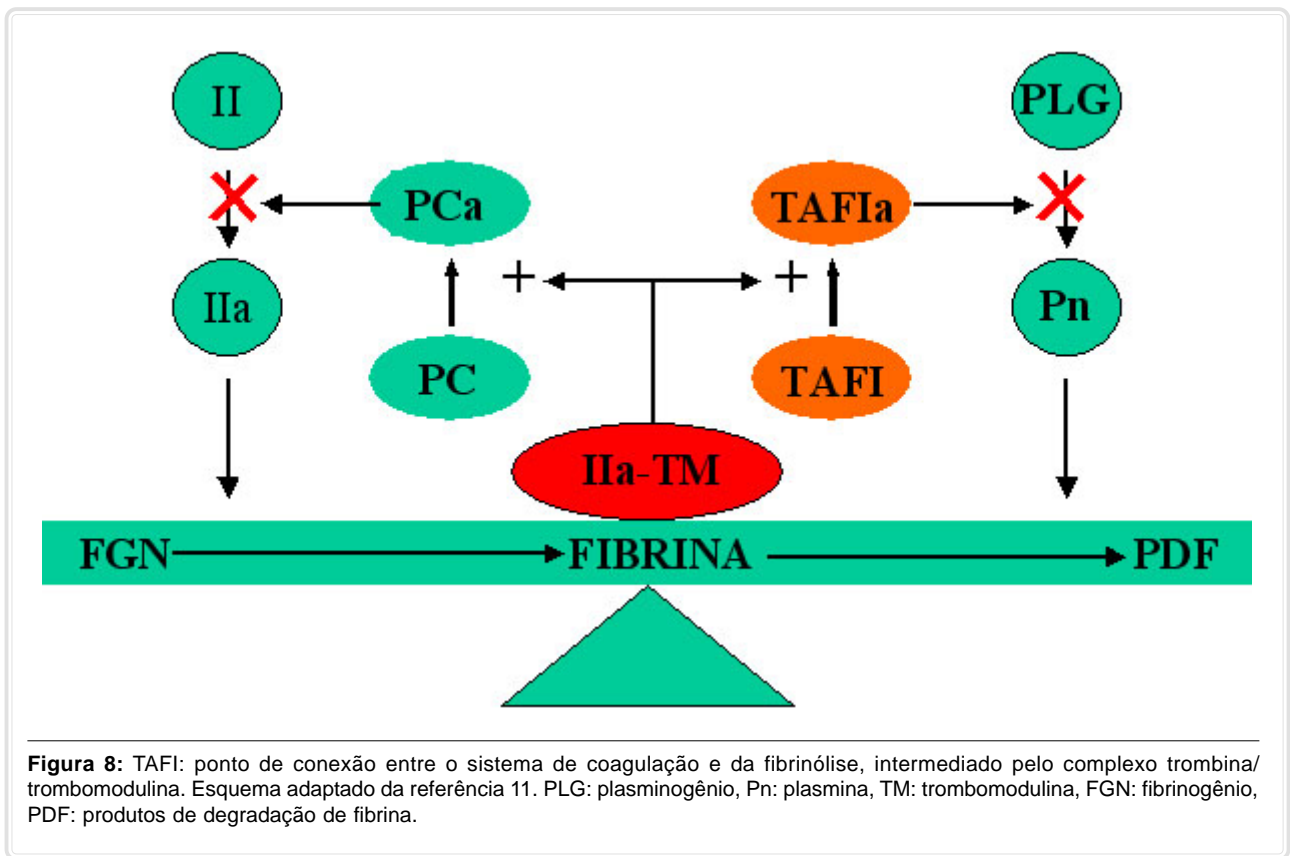 II
PLG
PCa
TAFIa
+
+
IIa
Pn
PC
TAFI
IIa-TM
FGN FIBRINA PDF
Figura 8: TAFI: ponto de conexão entre o sistema de coagulação e da fibrinólise, intermediado pelo complexo trombina/
trombomodulina. Esquema adaptado da referência 11. PLG: plasminogênio, Pn: plasmina, TM: trombomodulina, FGN: fibrinogênio,
PDF: produtos de degradação de fibrina.